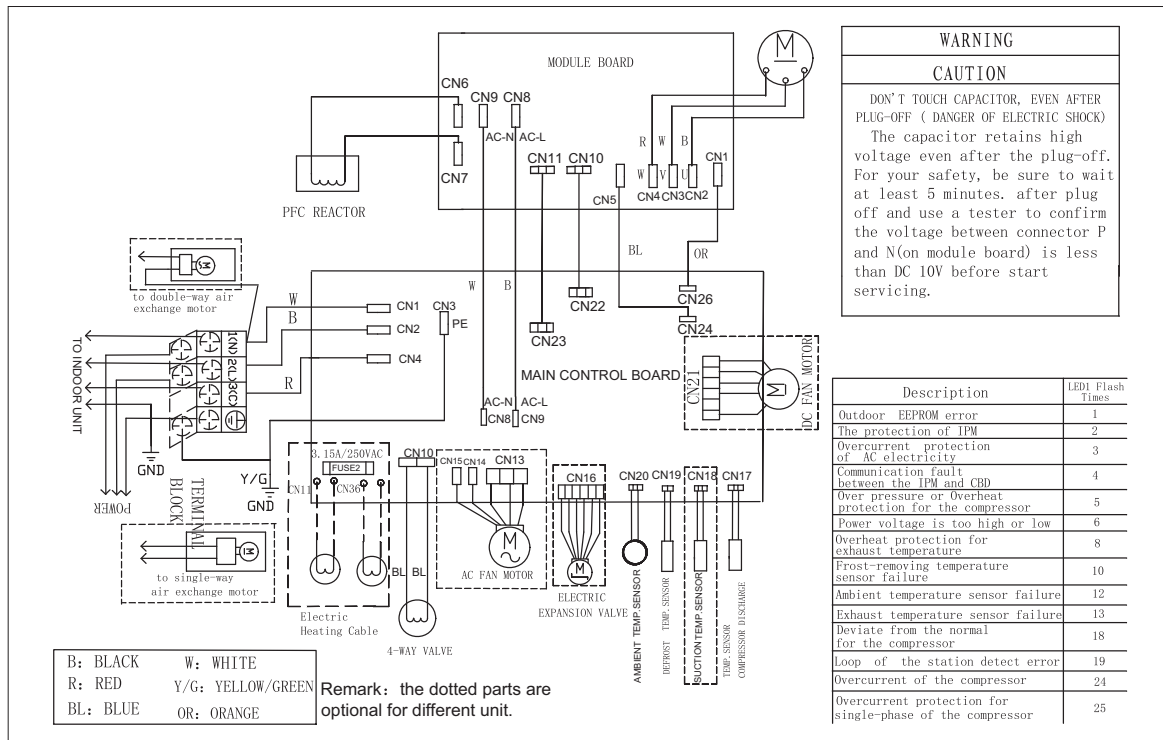 MODULE BOARD
M
CN6
CN9 CN8
AC-N AC-L
CN7
CN11 CN10
R W B
W V U
CN5
CN4 CN3 CN2
CN1
PFC REACTOR
BL
OR
WARNING
CAUTION
DON'T TOUCH CAPACITOR, EVEN AFTER
PLUG-OFF ( DANGER OF ELECTRIC SHOCK)
The capacitor retains high
voltage even after the plug-off.
For your safety, be sure to wait
at least 5 minutes. after plug
off and use a tester to confirm
the voltage between connector P
and N(on module board) is less
than DC 10V before start
servicing.
M
to double-way air
exchange motor
W
B
R
CN1
CN2
CN4
CN3
PE
W
B
CN22
CN23
CN26
CN24
1(N) 2(L) 3(C)
TO INDOOR UNIT
POWER
GND
TERMINAL
BLOCK
Y/G
GND
MAIN CONTROL BOARD
CN21
M
DC FAN MOTOR
AC-N AC-L
CN8 CN9
M
to single-way
air exchange motor
3.15A/250VAC
FUSE2
CN11
CN36
Electric
Heating Cable
CN10
BL BL
4-WAY VALVE
CN15 CN14
CN13
M
AC FAN MOTOR
CN16
M
ELECTRIC
EXPANSION VALVE
CN20
CN19
CN18
CN17
AMBIENT TEMP.SENSOR
DEFROST TEMP.SENSOR
SUCTION TEMP.SENSOR
TEMP.SENSOR
COMPRESSOR DISCHARGE
Description LED1 Flash
Times
Outdoor EEPROM error 1
The protection of IPM 2
Overcurrent protection
of AC electricity 3
Communication fault
between the IPM and CBD 4
Over pressure or Overheat
protection for the compressor 5
Power voltage is too high or low 6
Overheat protection for
exhaust temperature 8
Frost-removing temperature
sensor failure 10
Ambient temperature sensor failure 12
Exhaust temperature sensor failure 13
Deviate from the normal
for the compressor 18
Loop of the station detect error 19
Overcurrent of the compressor 24
Overcurrent protection for
single-phase of the compressor 25
B: BLACK W: WHITE
R: RED Y/G: YELLOW/GREEN
BL: BLUE OR: ORANGE
Remark: the dotted parts are
optional for different unit.